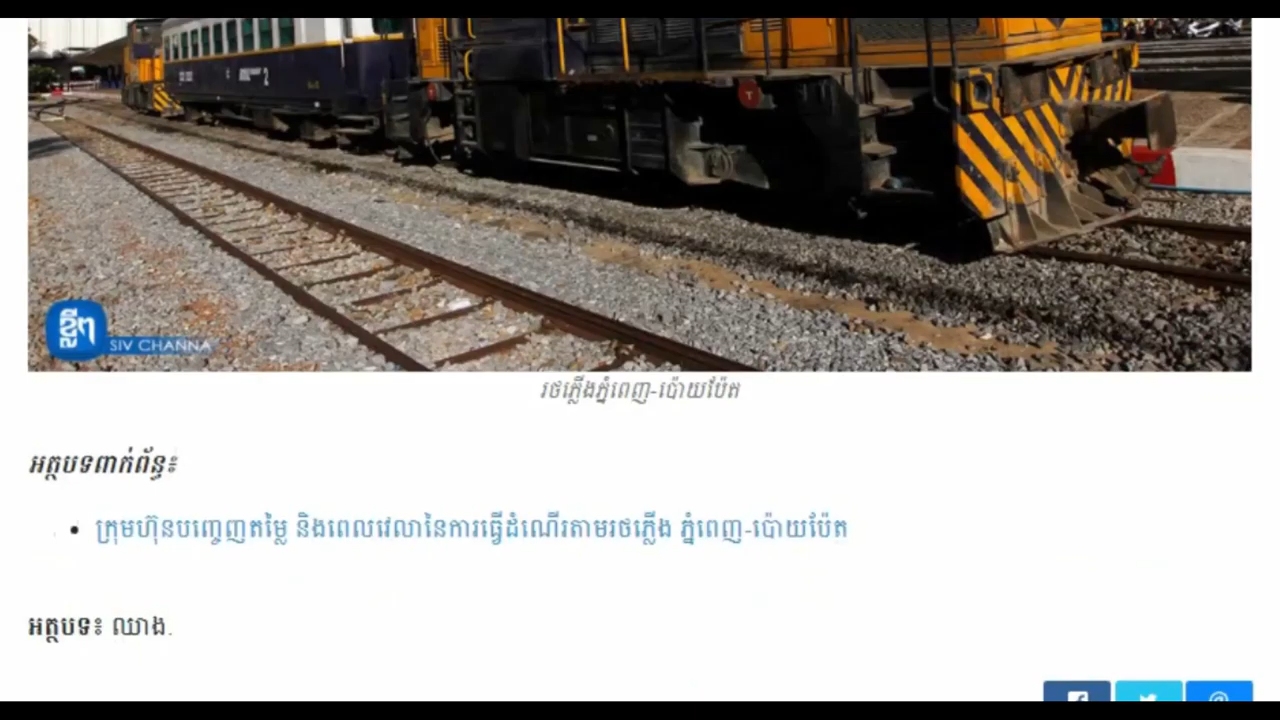 2
T
ខ្លីៗ
SIV CHANNA
រថភ្លើងភ្នំពេញ-ប៉ោយប៉ែត
អត្ថបទពាក់ព័ន្ធ៖
ក្រុមហ៊ុនបញ្ចេញតម្លៃ និងពេលវេលានៃការធ្វើដំណើរតាមរថភ្លើង ភ្នំពេញ-ប៉ោយប៉ែត
អត្ថបទ៖ ឈាង.